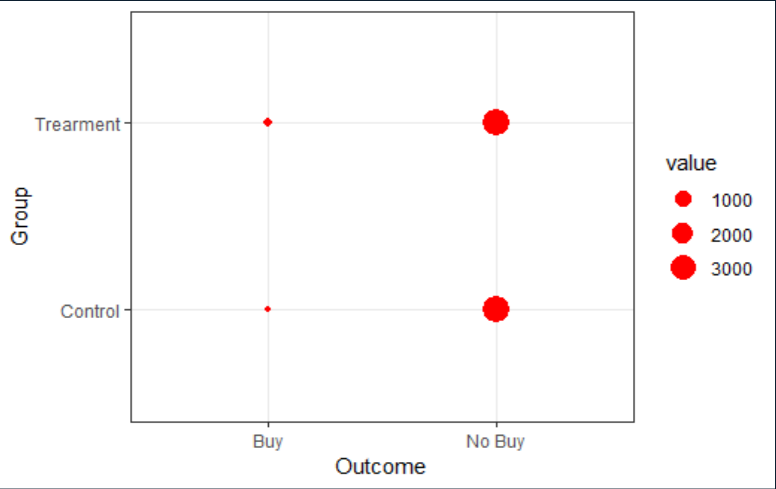 Trearment
Control
Group
Buy
No Buy
Outcome
value
1000
2000
3000